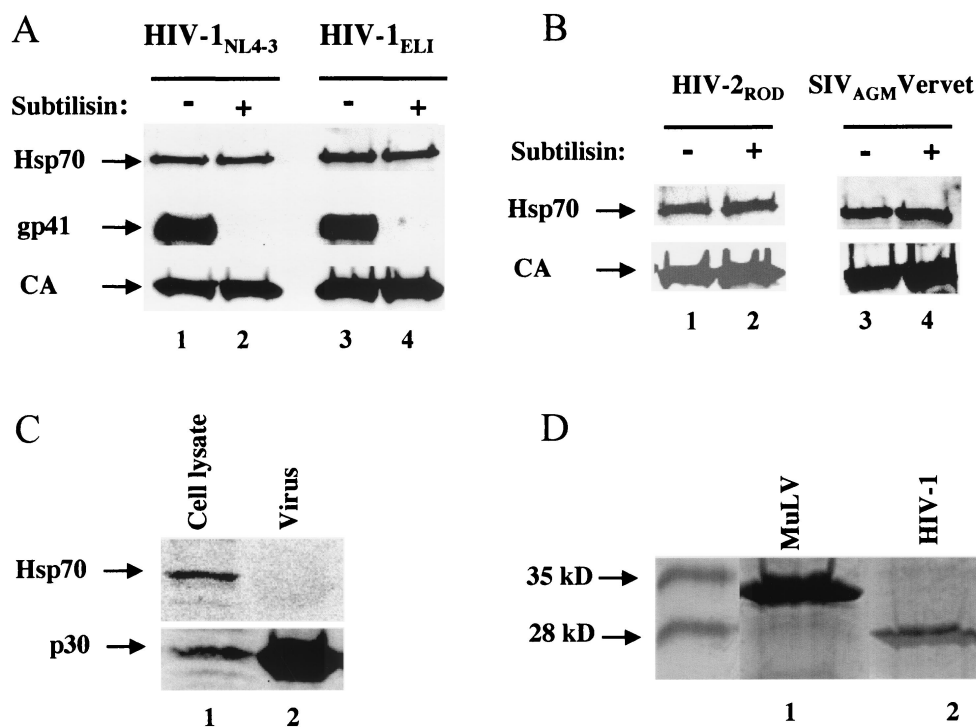 A
HIV-1NL4-3 HIV-1ELI
Subtilisin: - + - +
Hsp70
gp41
CA
1 2 3 4
B
HIV-2ROD SIVAGMVervet
Subtilisin: - + - +
Hsp70
CA
1 2 3 4
C
Cell lysate Virus
Hsp70
p30
1 2
D
MuLV HIV-1
35 kD
28 kD
1 2